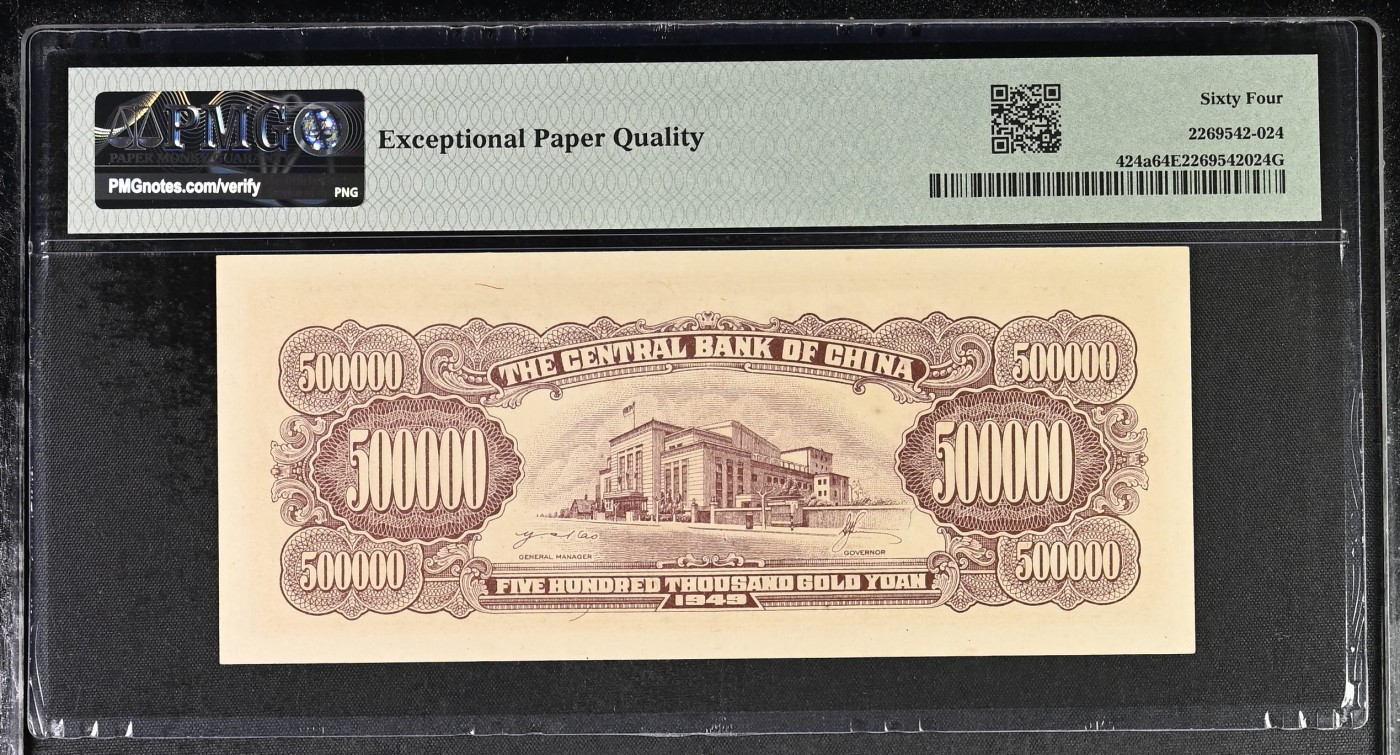 PMG
PAPER MONEY GUARANTY
PMGnotes.com/verify
PNG
Exceptional Paper Quality
Sixty Four
2269542-024
424a64E2269542024G
THE CENTRAL BANK OF CHINA
500000
500000
500000
500000
GENERAL MANAGER
GOVERNOR
500000
500000
FIVE HUNDRED THOUSAND GOLD YUAN
1949